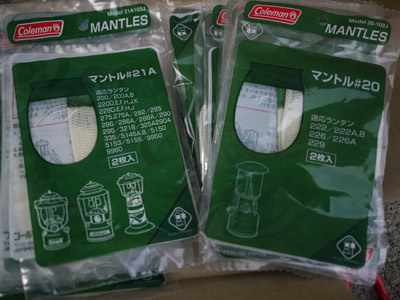 Coleman
Model 21A102J
MANTLES
マントル#21A
適応ランタン
200/200A,B
220D,E,F,H,J,K
228D,E,F,H,J
275,275A/282/285
286/286A/288A/290
295/321B/325A290A
335/5145A,B/5150
5153/5155/9950
9960
2枚入
Coleman
Model 20-102J
MANTLES
マントル#20
適応ランタン
222/222A,B
226/226A
229
2枚入